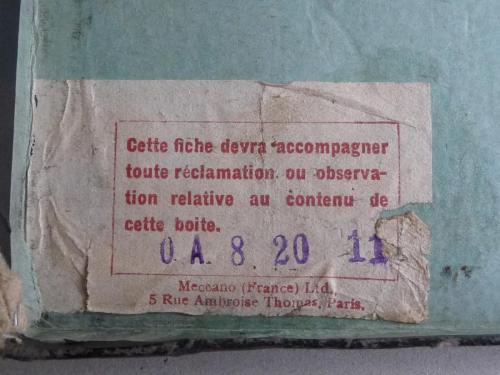 Cette fiche devra accompagner
toute réclamation ou observa-
tion relative au contenu de
cette boite.
0 A 8 20 11
Meccano (France) Ltd.
5 Rue Ambroise Thomas, Paris.